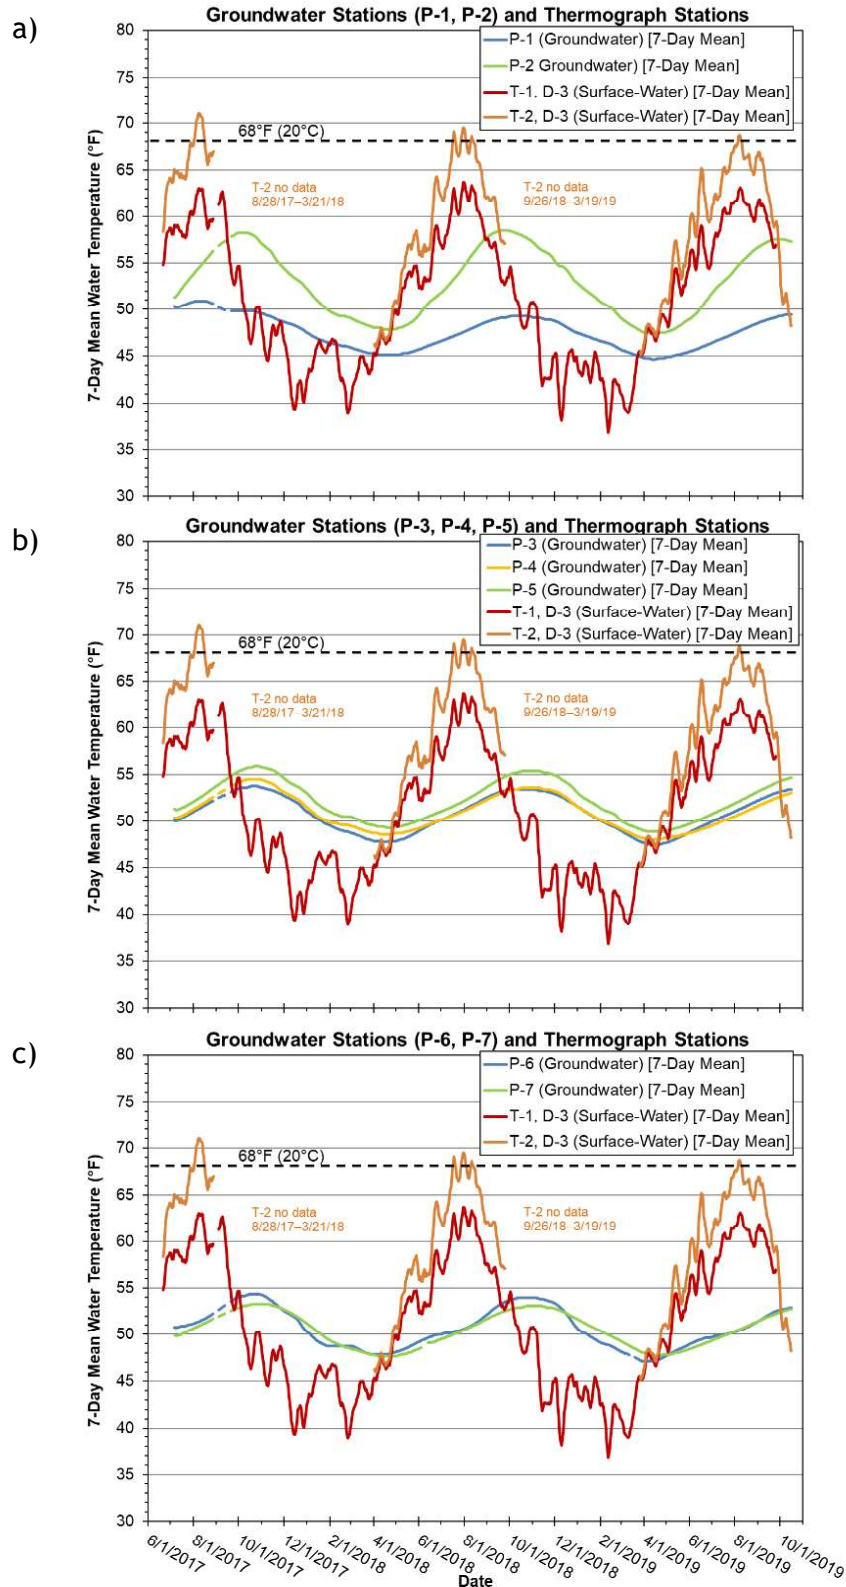 a)
Groundwater Stations (P-1, P-2) and Thermograph Stations
80
75
70
65
60
55
50
45
40
35
30
7-Day Mean Water Temperature (°F)
P-1 (Groundwater) [7-Day Mean]
P-2 Groundwater) [7-Day Mean]
T-1. D-3 (Surface-Water) [7-Day Mean]
T-2, D-3 (Surface-Water) [7-Day Mean]
68°F (20°C)
T-2 no data
8/28/17–3/21/18
T-2 no data
9/26/18–3/19/19
b)
Groundwater Stations (P-3, P-4, P-5) and Thermograph Stations
80
75
70
65
60
55
50
45
40
35
30
7-Day Mean Water Temperature (°F)
P-3 (Groundwater) [7-Day Mean]
P-4 (Groundwater) [7-Day Mean]
P-5 (Groundwater) [7-Day Mean]
T-1, D-3 (Surface-Water) [7-Day Mean]
T-2, D-3 (Surface-Water) [7-Day Mean]
68°F (20°C)
T-2 no data
8/28/17 3/21/18
T-2 no data
9/26/18–3/19/19
c)
Groundwater Stations (P-6, P-7) and Thermograph Stations
80
75
70
65
60
55
50
45
40
35
30
7-Day Mean Water Temperature (°F)
P-6 (Groundwater) [7-Day Mean]
P-7 (Groundwater) [7-Day Mean]
T-1, D-3 (Surface-Water) [7-Day Mean]
T-2, D-3 (Surface-Water) [7-Day Mean]
68°F (20°C)
T-2 no data
8/28/17–3/21/18
T-2 no data
9/26/18 3/19/19
6/1/2017
8/1/2017
10/1/2017
12/1/2017
2/1/2018
4/1/2018
6/1/2018
8/1/2018
10/1/2018
12/1/2018
2/1/2019
4/1/2019
6/1/2019
8/1/2019
10/1/2019
Date